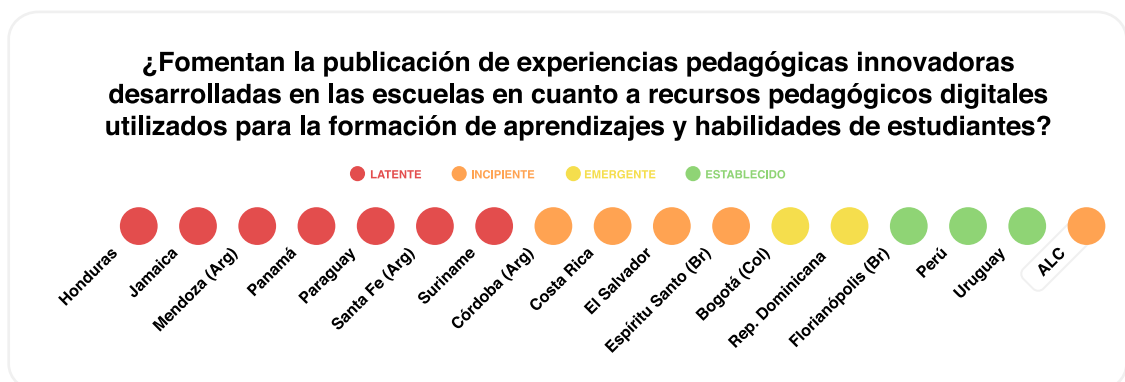 ¿Fomentan la publicación de experiencias pedagógicas innovadoras
desarrolladas en las escuelas en cuanto a recursos pedagógicos digitales
utilizados para la formación de aprendizajes y habilidades de estudiantes?
LATENTE INCIPIENTE EMERGENTE ESTABLECIDO
Honduras
Jamaica
Mendoza (Arg)
Panamá
Paraguay
Santa Fe (Arg)
Suriname
Córdoba (Arg)
Costa Rica
El Salvador
Espíritu Santo (Br)
Bogotá (Col)
Rep. Dominicana
Florianópolis (Br)
Perú
Uruguay
ALC